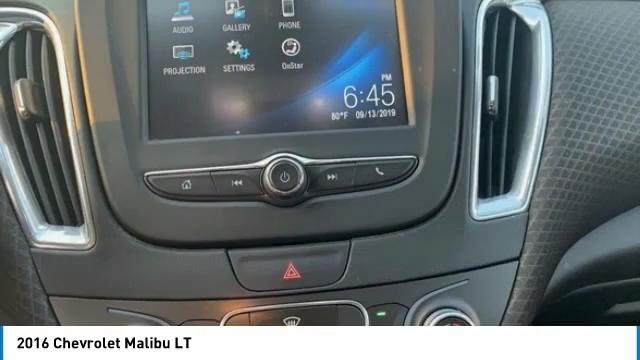 AUDIO GALLERY PHONE
PROJECTION SETTINGS OnStar
PM
6:45
80°F 09/13/2019
2016 Chevrolet Malibu LT